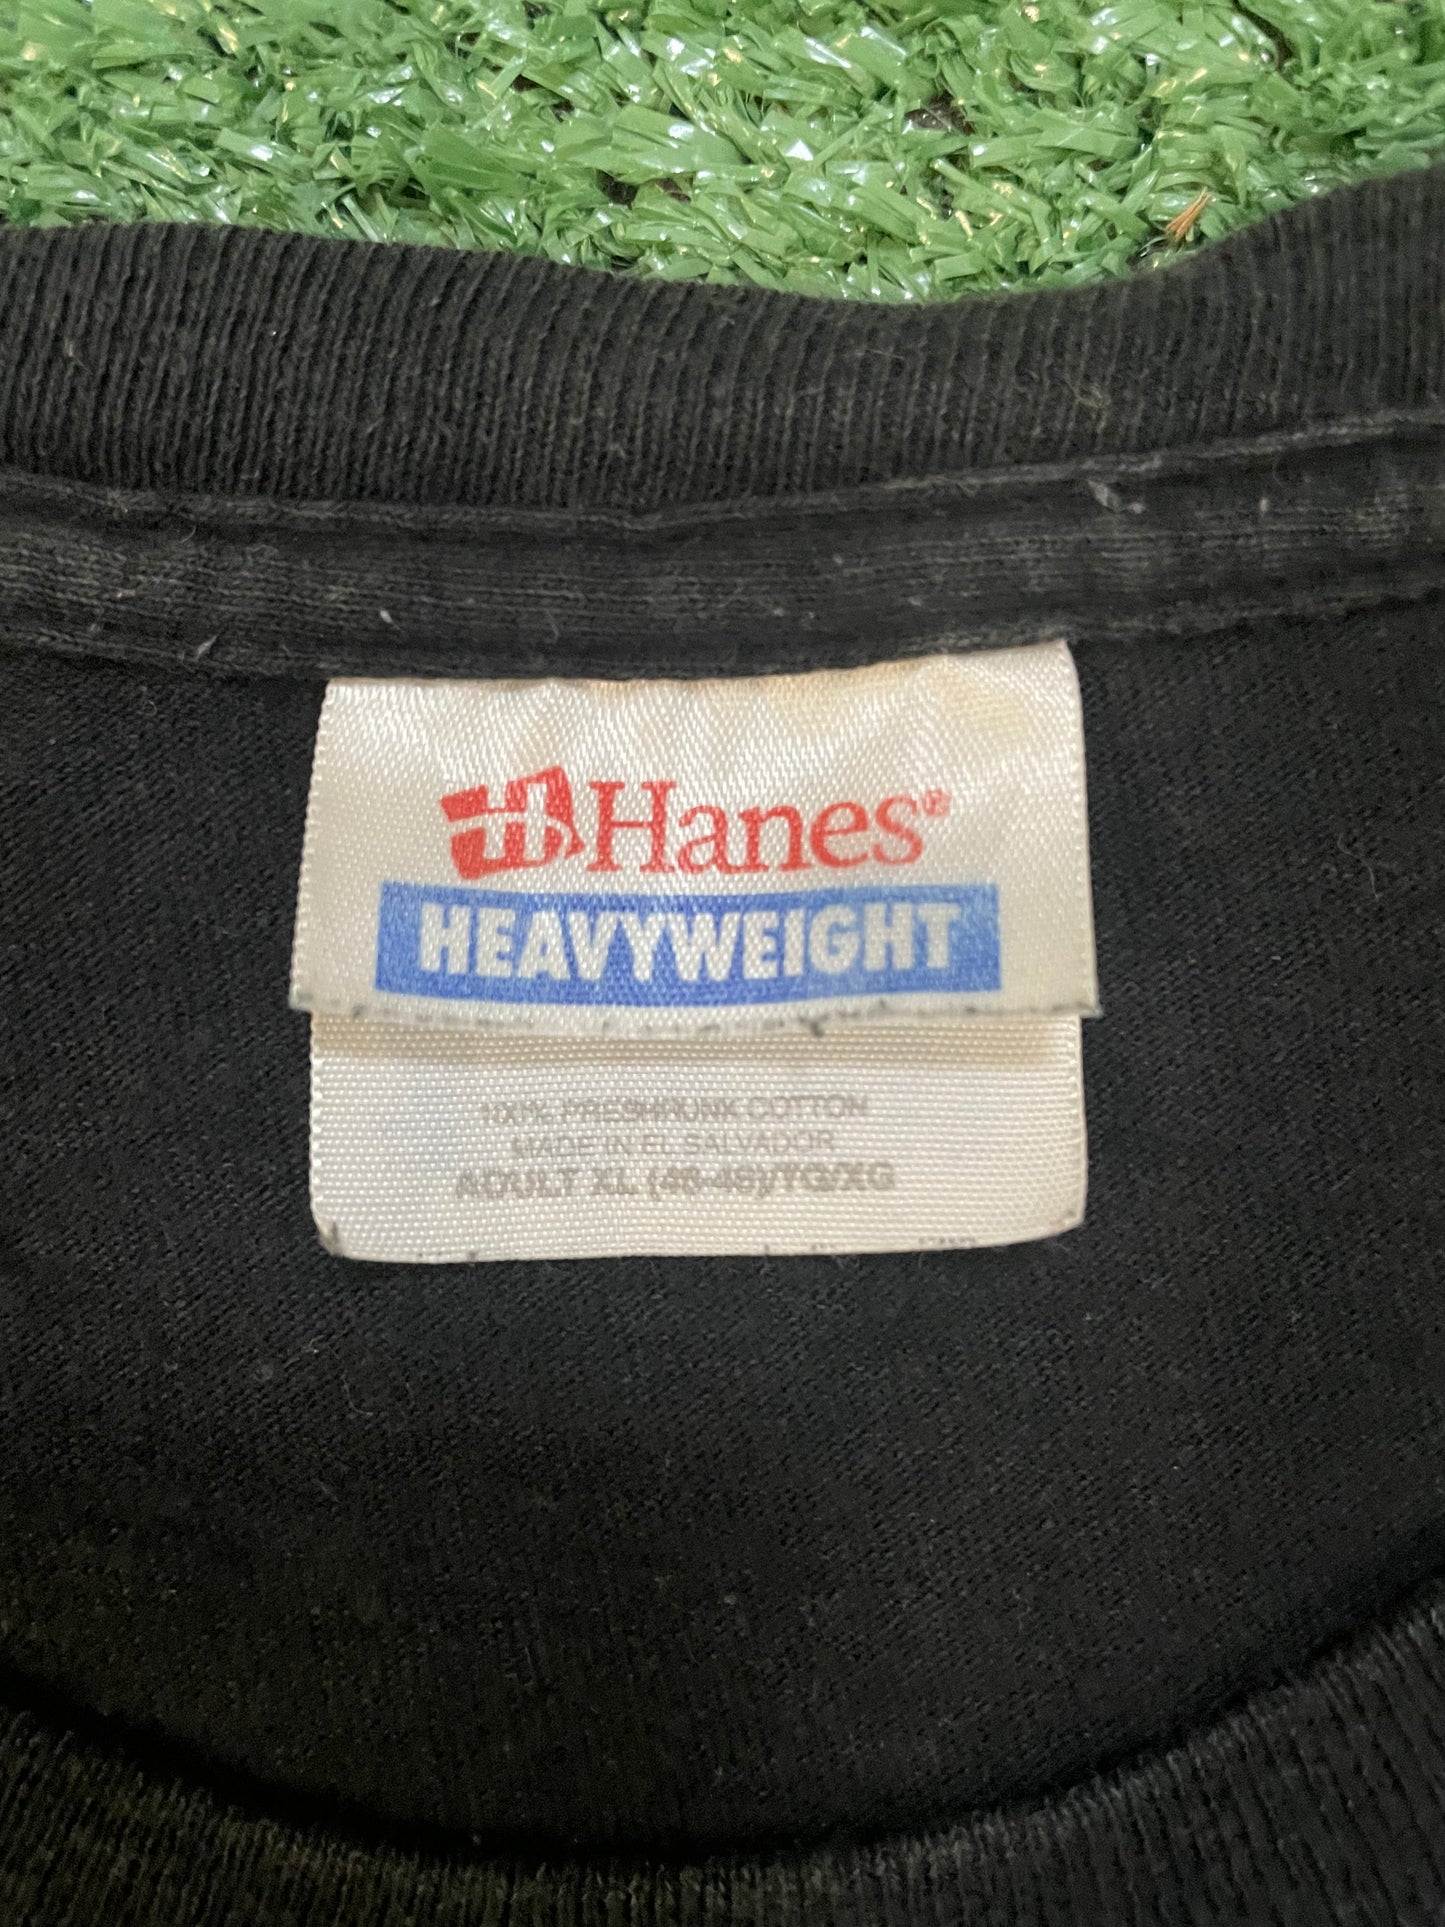 H Hanes®
HEAVYWEIGHT
100% PRESHRUNK COTTON
MADE IN EL SALVADOR
ADULT XL (46-48)/TG/XG